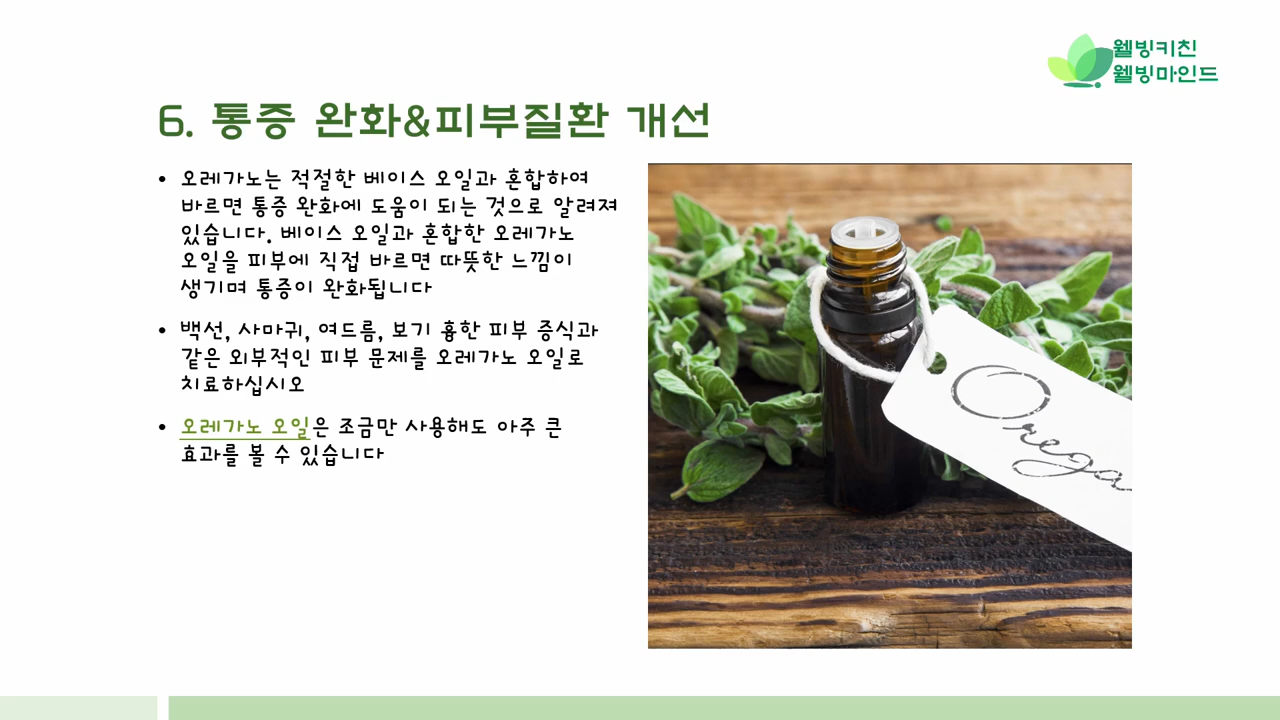 웰빙키친
웰빙마인드
6. 통증 완화&피부질환 개선
• 오레가노는 적절한 베이스 오일과 혼합하여
바르면 통증 완화에 도움이 되는 것으로 알려져
있습니다. 베이스 오일과 혼합한 오레가노
오일을 피부에 직접 바르면 따뜻한 느낌이
생기며 통증이 완화됩니다
• 백선, 사마귀, 여드름, 보기 흉한 피부 증식과
같은 외부적인 피부 문제를 오레가노 오일로
치료하십시오
• 오레가노 오일은 조금만 사용해도 아주 큰
효과를 볼 수 있습니다
Orega